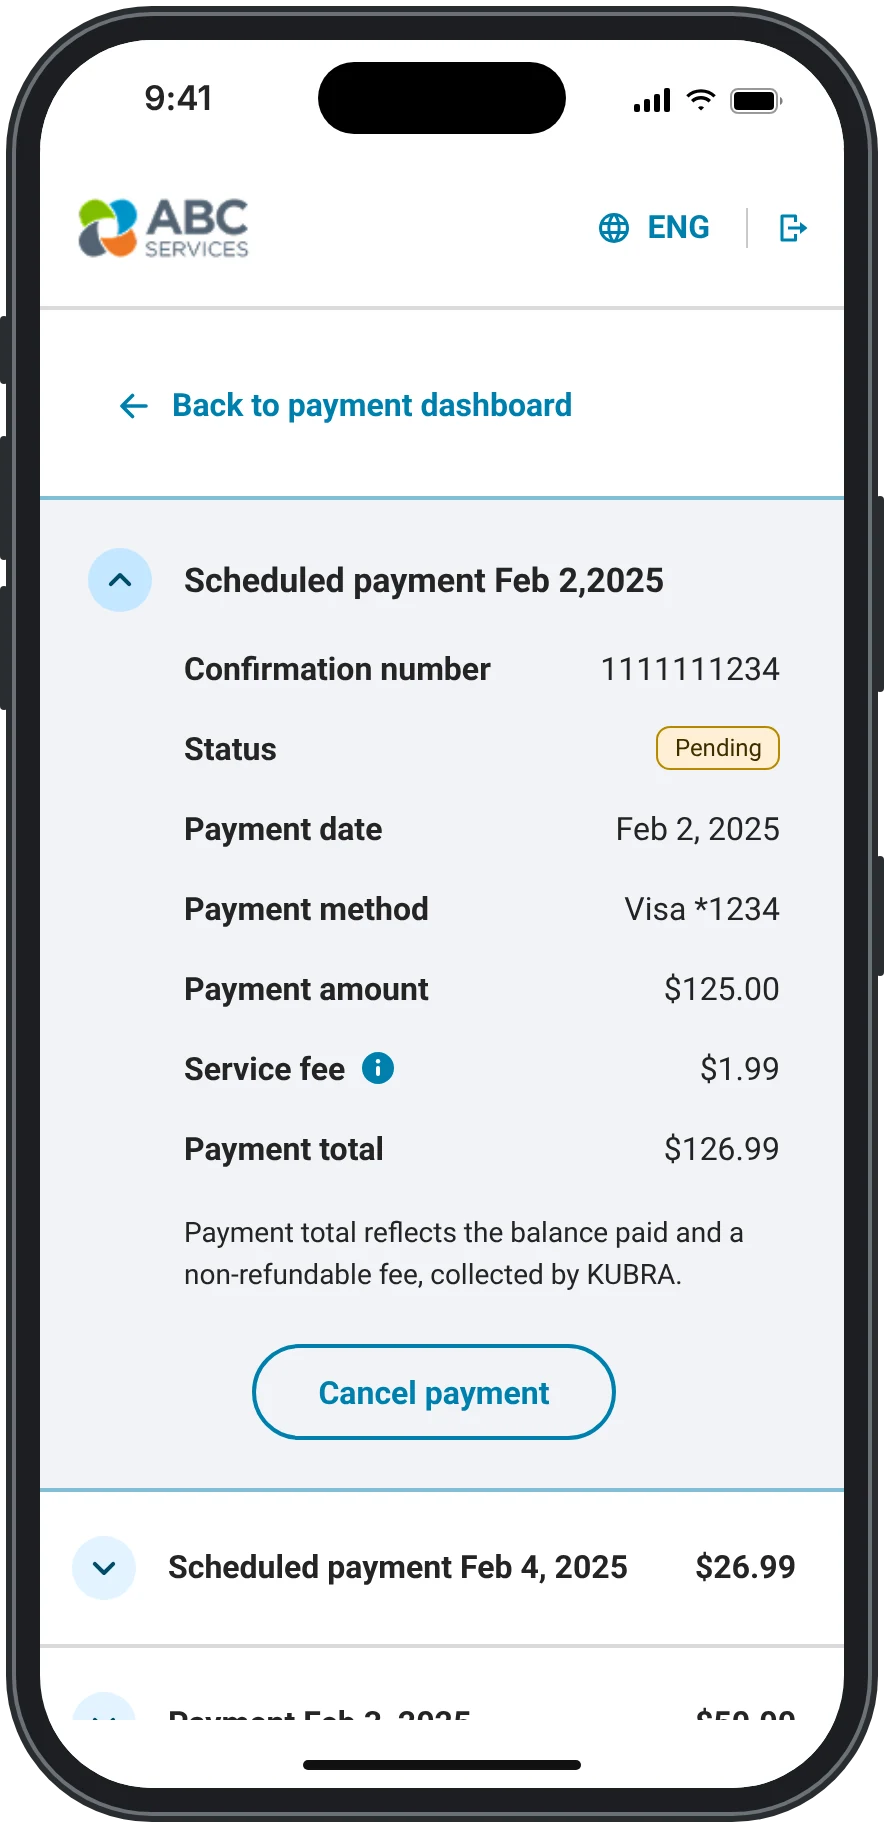 9:41
ABC
SERVICES
ENG
Back to payment dashboard
Scheduled payment Feb 2,2025
Confirmation number 1111111234
Status Pending
Payment date Feb 2, 2025
Payment method Visa *1234
Payment amount $125.00
Service fee $1.99
Payment total $126.99
Payment total reflects the balance paid and a
non-refundable fee, collected by KUBRA.
Cancel payment
Scheduled payment Feb 4, 2025 $26.99
Payment Feb